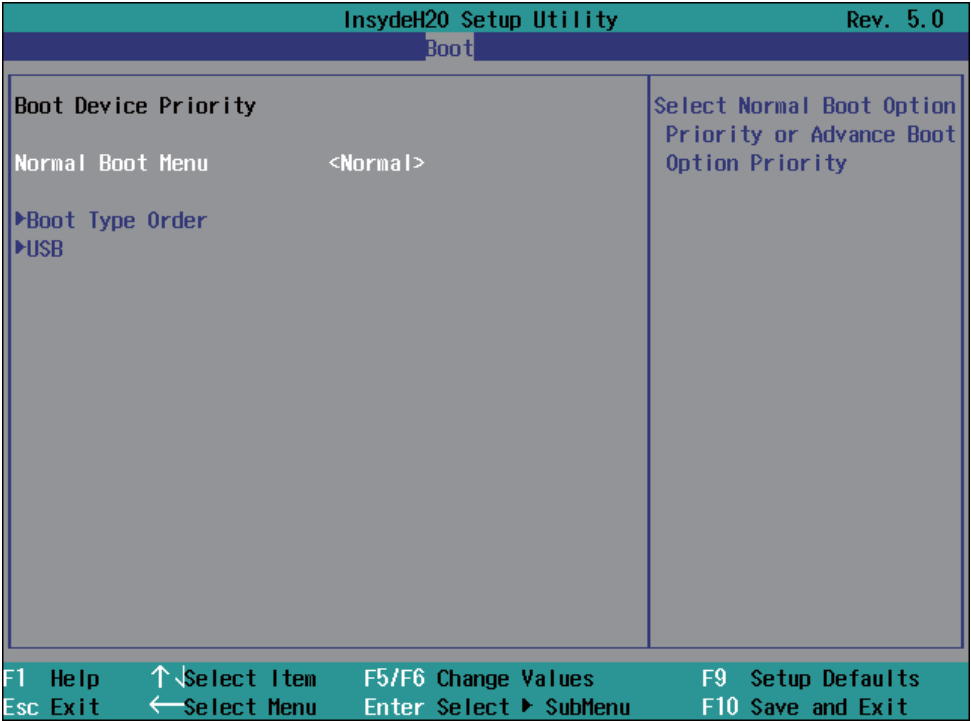 InsydeH20 Setup Utility Rev. 5.0
Boot
Boot Device Priority
Normal Boot Menu <Normal>
▶Boot Type Order
▶USB
Select Normal Boot Option
Priority or Advance Boot
Option Priority
F1 Help ↑↓Select Item F5/F6 Change Values F9 Setup Defaults
Esc Exit ←Select Menu Enter Select ▶ SubMenu F10 Save and Exit